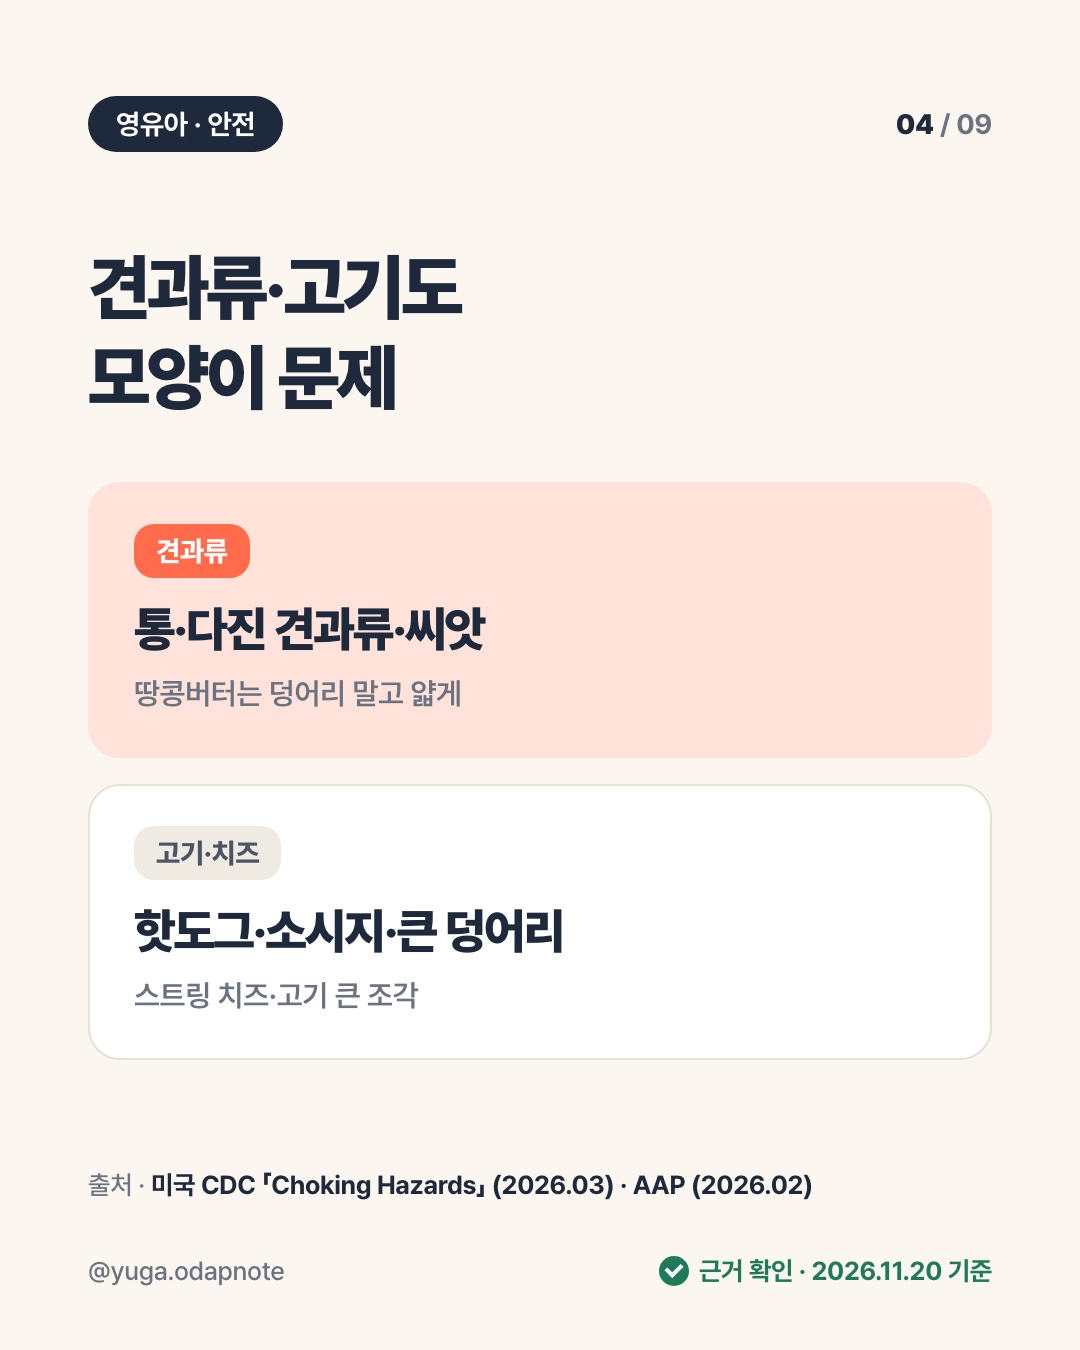 영유아 · 안전
04 / 09
견과류·고기도
모양이 문제
견과류
통·다진 견과류·씨앗
땅콩버터는 덩어리 말고 얇게
고기·치즈
핫도그·소시지·큰 덩어리
스트링 치즈·고기 큰 조각
출처 · 미국 CDC 「Choking Hazards」 (2026.03) · AAP (2026.02)
@yuga.odapnote
근거 확인 · 2026.11.20 기준